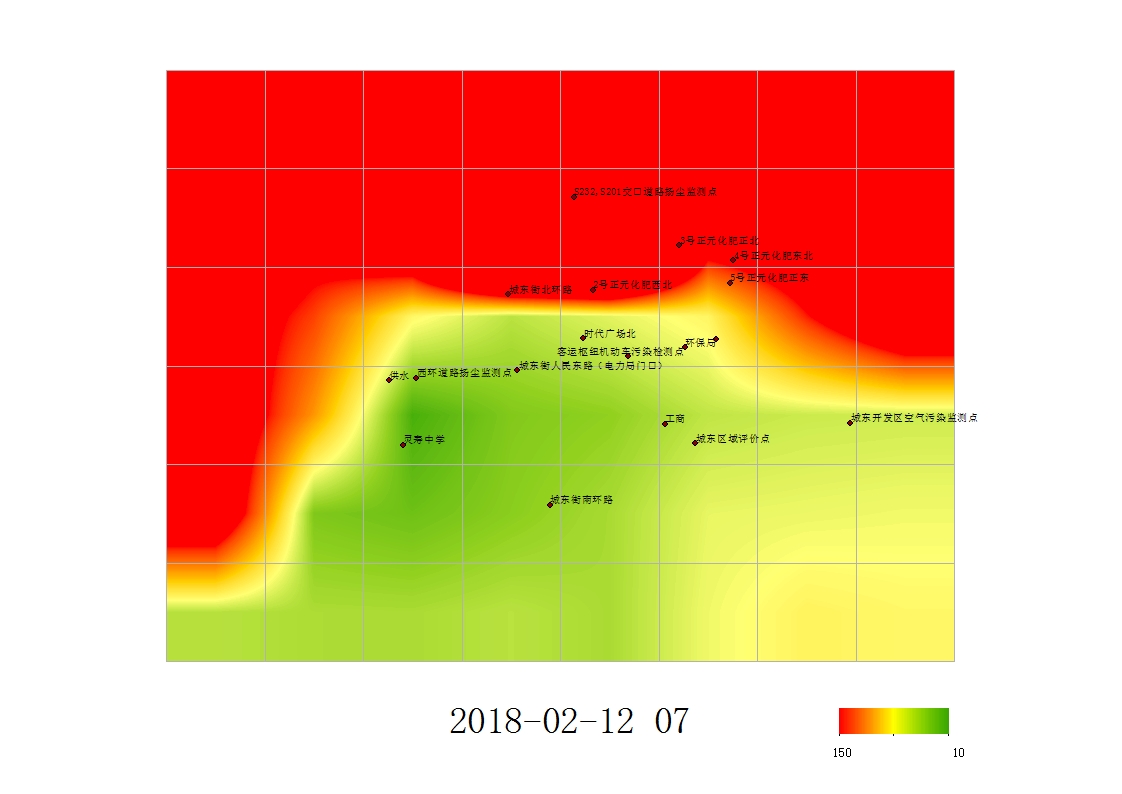 S232,S201交口道路扬尘监测点
3号正元化肥正北
4号正元化肥东北
5号正元化肥正东
2号正元化肥西北
城东街北环路
时代广场北
环保局
客运枢纽机动车污染检测点
城东街人民东路（电力局门口）
供水
西环道路扬尘监测点
工商
城东开发区空气污染监测点
城东区域评价点
灵寿中学
城东街南环路
2018-02-12 07
150
10